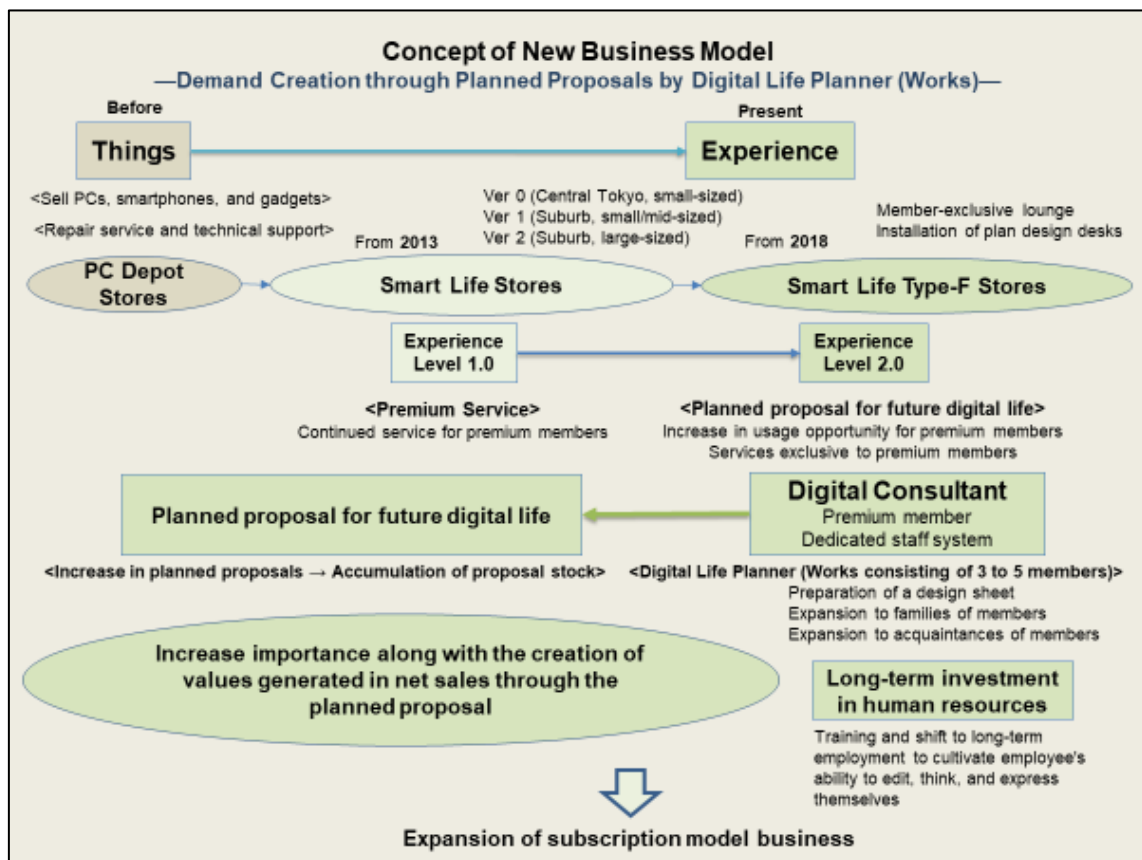 Concept of New Business Model
—Demand Creation through Planned Proposals by Digital Life Planner (Works)—
Before
Present
Things
Experience
<Sell PCs, smartphones, and gadgets>
<Repair service and technical support>
Ver 0 (Central Tokyo, small-sized)
Ver 1 (Suburb, small/mid-sized)
Ver 2 (Suburb, large-sized)
Member-exclusive lounge
Installation of plan design desks
From 2013
From 2018
PC Depot
Stores
Smart Life Stores
Smart Life Type-F Stores
Experience
Level 1.0
Experience
Level 2.0
<Premium Service>
Continued service for premium members
<Planned proposal for future digital life>
Increase in usage opportunity for premium members
Services exclusive to premium members
Planned proposal for future digital life
Digital Consultant
Premium member
Dedicated staff system
<Increase in planned proposals → Accumulation of proposal stock>
<Digital Life Planner (Works consisting of 3 to 5 members)>
Preparation of a design sheet
Expansion to families of members
Expansion to acquaintances of members
Increase importance along with the creation of
values generated in net sales through the
planned proposal
Long-term investment
in human resources
Training and shift to long-term
employment to cultivate employee's
ability to edit, think, and express
themselves
Expansion of subscription model business